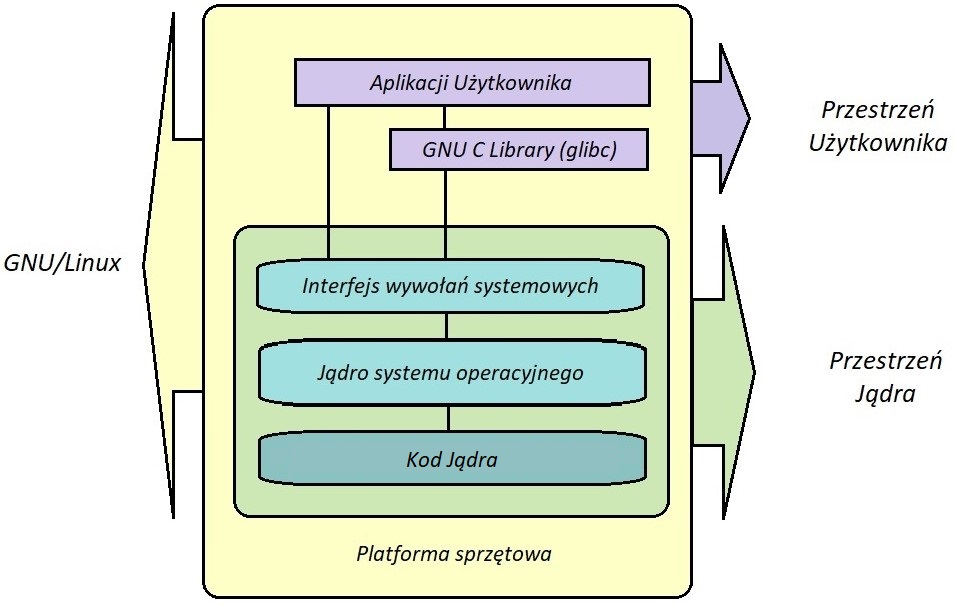 Aplikacji Użytkownika
GNU C Library (glibc)
Przestrzeń
Użytkownika
GNU/Linux
Interfejs wywołań systemowych
Jądro systemu operacyjnego
Kod Jądra
Przestrzeń
Jądra
Platforma sprzętowa